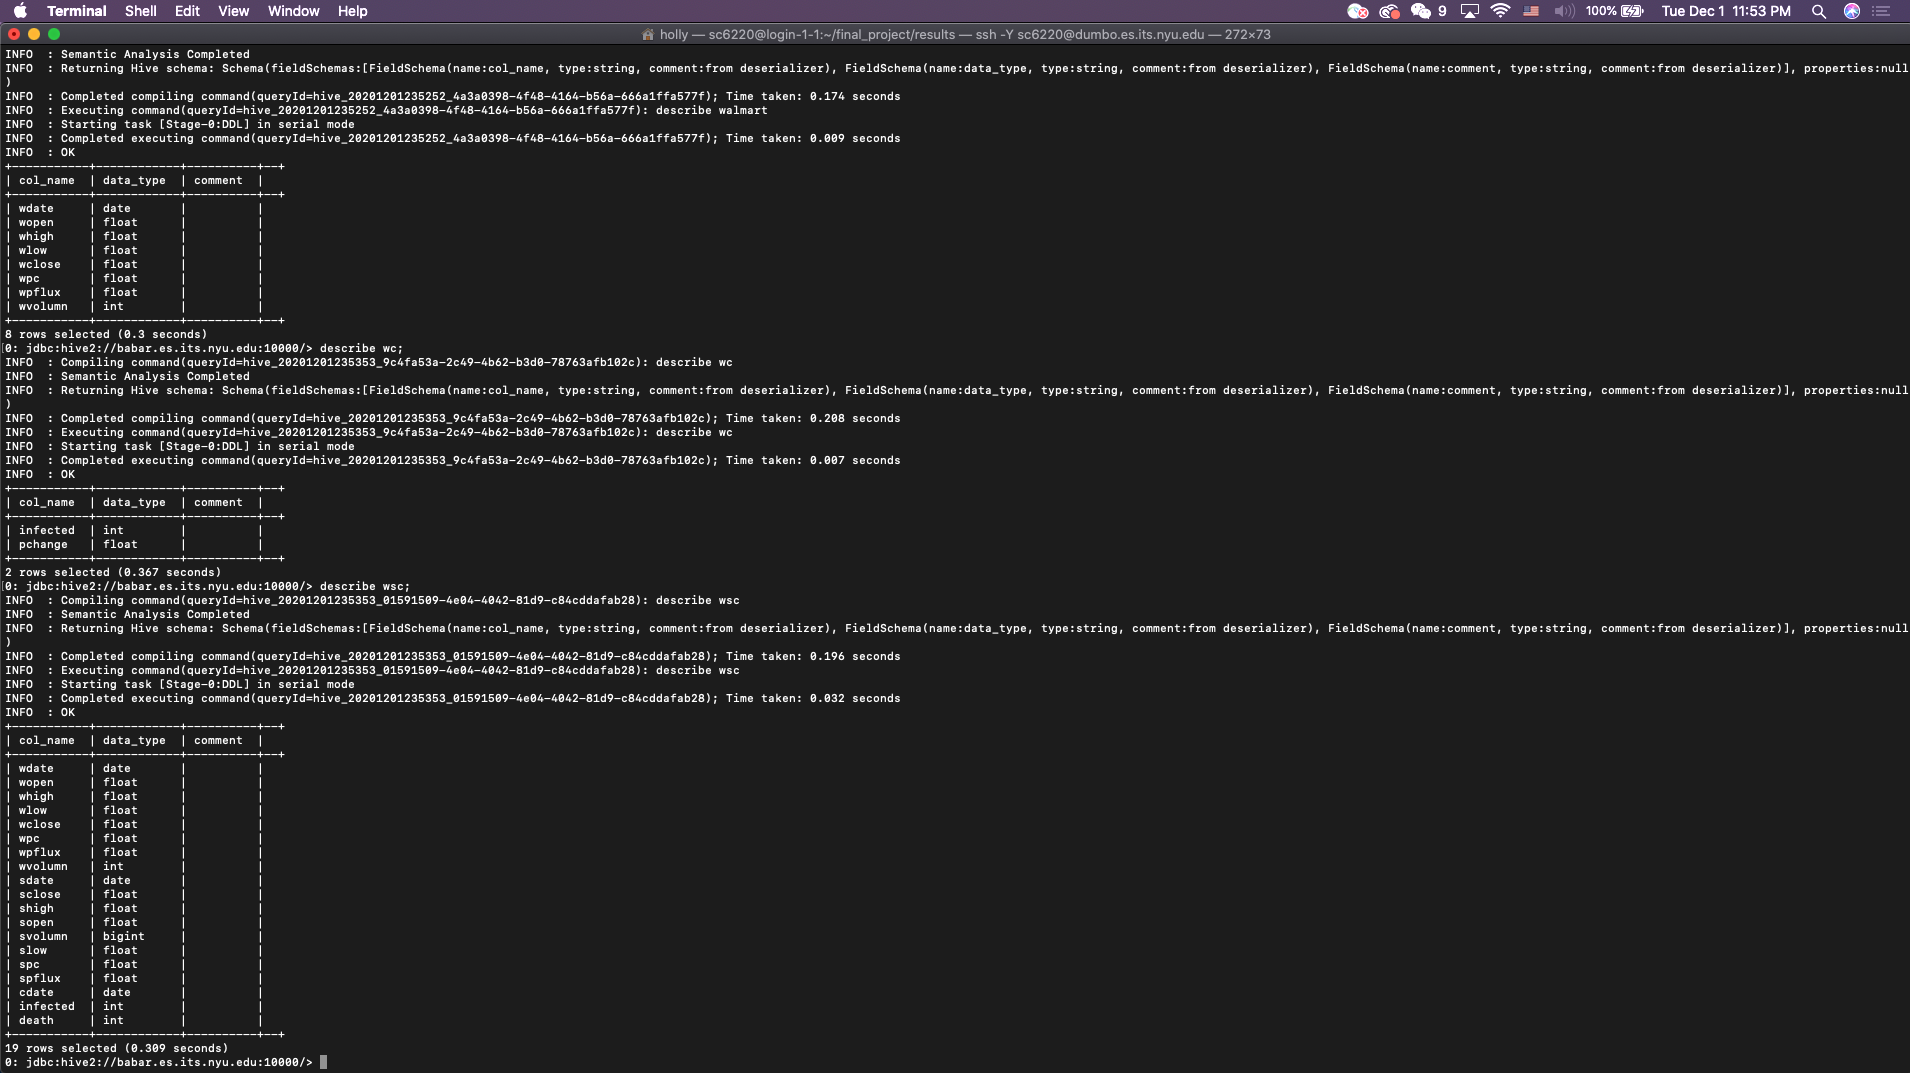 Terminal Shell Edit View Window Help 9 100% Tue Dec 1 11:53 PM
holly — sc6220@login-1-1:~/final_project/results — ssh -Y sc6220@dumbo.es.its.nyu.edu — 272×73
INFO  : Semantic Analysis Completed
INFO  : Returning Hive schema: Schema(fieldSchemas:[FieldSchema(name:col_name, type:string, comment:from deserializer), FieldSchema(name:data_type, type:string, comment:from deserializer), FieldSchema(name:comment, type:string, comment:from deserializer)], properties:null
)
INFO  : Completed compiling command(queryId=hive_20201201235252_4a3a0398-4f48-4164-b56a-666a1ffa577f); Time taken: 0.174 seconds
INFO  : Executing command(queryId=hive_20201201235252_4a3a0398-4f48-4164-b56a-666a1ffa577f): describe walmart
INFO  : Starting task [Stage-0:DDL] in serial mode
INFO  : Completed executing command(queryId=hive_20201201235252_4a3a0398-4f48-4164-b56a-666a1ffa577f); Time taken: 0.009 seconds
INFO  : OK
+-----------+------------+----------+--+
| col_name  | data_type  | comment  |
+-----------+------------+----------+--+
| wdate     | date       |          |
| wopen     | float      |          |
| whigh     | float      |          |
| wlow      | float      |          |
| wclose    | float      |          |
| wpc       | float      |          |
| wpflux    | float      |          |
| wvolumn   | int        |          |
+-----------+------------+----------+--+
8 rows selected (0.3 seconds)
[0: jdbc:hive2://babar.es.its.nyu.edu:10000/> describe wc;
INFO  : Compiling command(queryId=hive_20201201235353_9c4fa53a-2c49-4b62-b3d0-78763afb102c): describe wc
INFO  : Semantic Analysis Completed
INFO  : Returning Hive schema: Schema(fieldSchemas:[FieldSchema(name:col_name, type:string, comment:from deserializer), FieldSchema(name:data_type, type:string, comment:from deserializer), FieldSchema(name:comment, type:string, comment:from deserializer)], properties:null
)
INFO  : Completed compiling command(queryId=hive_20201201235353_9c4fa53a-2c49-4b62-b3d0-78763afb102c); Time taken: 0.208 seconds
INFO  : Executing command(queryId=hive_20201201235353_9c4fa53a-2c49-4b62-b3d0-78763afb102c): describe wc
INFO  : Starting task [Stage-0:DDL] in serial mode
INFO  : Completed executing command(queryId=hive_20201201235353_9c4fa53a-2c49-4b62-b3d0-78763afb102c); Time taken: 0.007 seconds
INFO  : OK
+-----------+------------+----------+--+
| col_name  | data_type  | comment  |
+-----------+------------+----------+--+
| infected  | int        |          |
| pchange   | float      |          |
+-----------+------------+----------+--+
2 rows selected (0.367 seconds)
[0: jdbc:hive2://babar.es.its.nyu.edu:10000/> describe wsc;
INFO  : Compiling command(queryId=hive_20201201235353_01591509-4e04-4042-81d9-c84cddafab28): describe wsc
INFO  : Semantic Analysis Completed
INFO  : Returning Hive schema: Schema(fieldSchemas:[FieldSchema(name:col_name, type:string, comment:from deserializer), FieldSchema(name:data_type, type:string, comment:from deserializer), FieldSchema(name:comment, type:string, comment:from deserializer)], properties:null
)
INFO  : Completed compiling command(queryId=hive_20201201235353_01591509-4e04-4042-81d9-c84cddafab28); Time taken: 0.196 seconds
INFO  : Executing command(queryId=hive_20201201235353_01591509-4e04-4042-81d9-c84cddafab28): describe wsc
INFO  : Starting task [Stage-0:DDL] in serial mode
INFO  : Completed executing command(queryId=hive_20201201235353_01591509-4e04-4042-81d9-c84cddafab28); Time taken: 0.032 seconds
INFO  : OK
+-----------+------------+----------+--+
| col_name  | data_type  | comment  |
+-----------+------------+----------+--+
| wdate     | date       |          |
| wopen     | float      |          |
| whigh     | float      |          |
| wlow      | float      |          |
| wclose    | float      |          |
| wpc       | float      |          |
| wpflux    | float      |          |
| wvolumn   | int        |          |
| sdate     | date       |          |
| sclose    | float      |          |
| shigh     | float      |          |
| sopen     | float      |          |
| svolumn   | bigint     |          |
| slow      | float      |          |
| spc       | float      |          |
| spflux    | float      |          |
| cdate     | date       |          |
| infected  | int        |          |
| death     | int        |          |
+-----------+------------+----------+--+
19 rows selected (0.309 seconds)
0: jdbc:hive2://babar.es.its.nyu.edu:10000/>